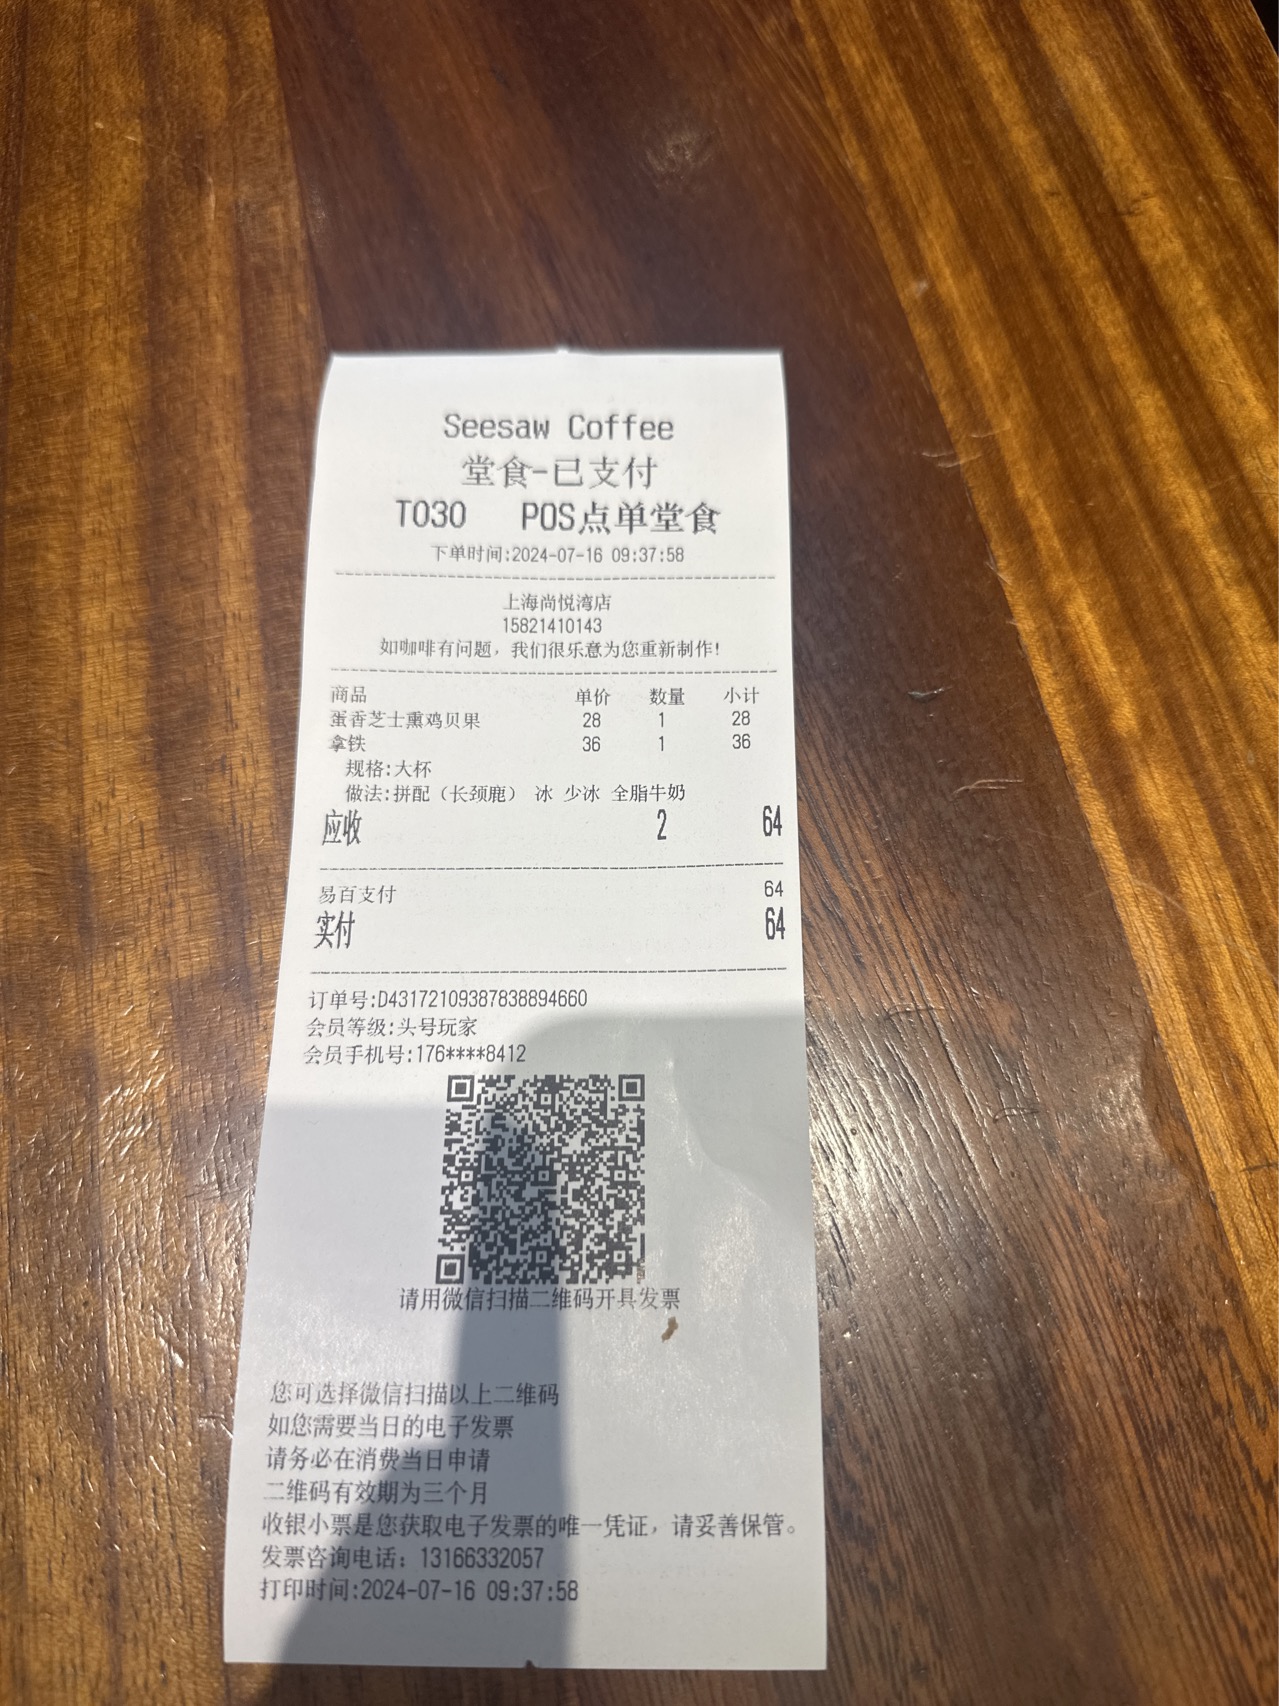 Seesaw Coffee
堂食-已支付
T030 POS点单堂食
下单时间:2024-07-16 09:37:58
上海尚悦湾店
15821410143
如咖啡有问题，我们很乐意为您重新制作!
商品 单价 数量 小计
蛋香芝士熏鸡贝果 28 1 28
拿铁 36 1 36
规格:大杯
做法:拼配（长颈鹿） 冰 少冰 全脂牛奶
应收 2 64
易百支付 64
实付 64
订单号:D43172109387838894660
会员等级:头号玩家
会员手机号:176****8412
请用微信扫描二维码开具发票
您可选择微信扫描以上二维码
如您需要当日的电子发票
请务必在消费当日申请
二维码有效期为三个月
收银小票是您获取电子发票的唯一凭证，请妥善保管。
发票咨询电话：13166332057
打印时间:2024-07-16 09:37:58